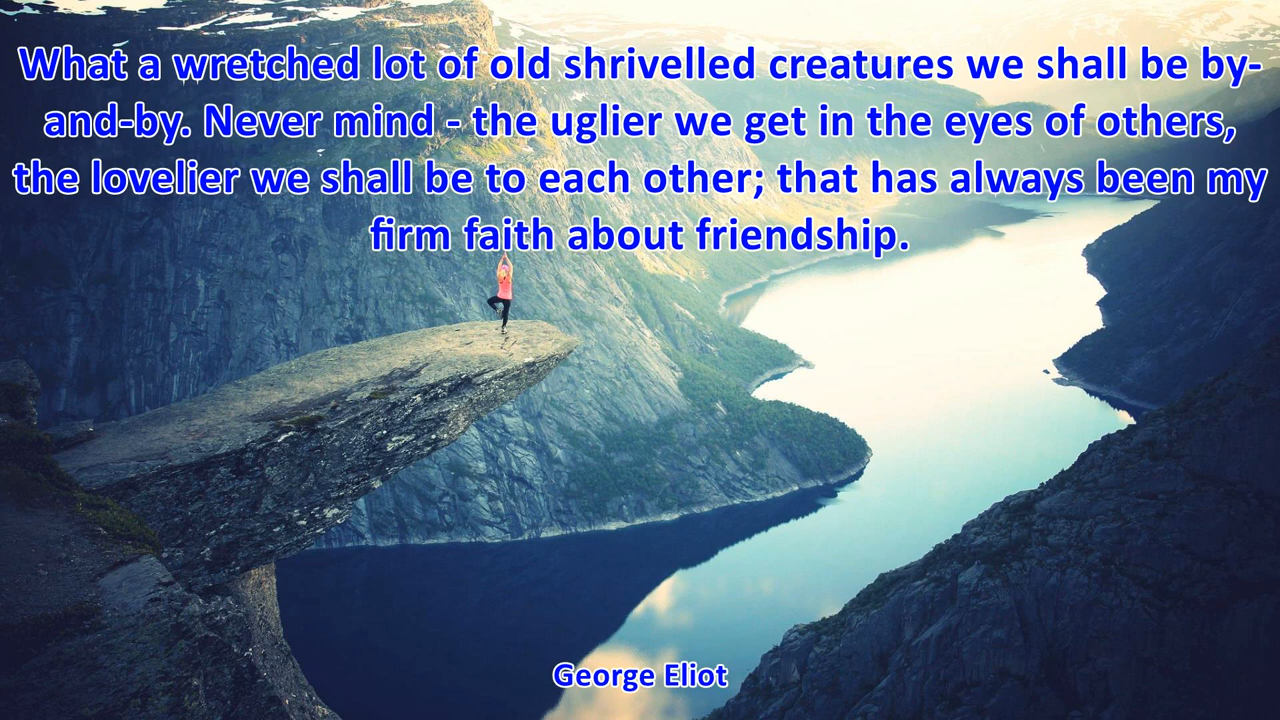 What a wretched lot of old shrivelled creatures we shall be by-
and-by. Never mind - the uglier we get in the eyes of others,
the lovelier we shall be to each other; that has always been my
firm faith about friendship.
George Eliot